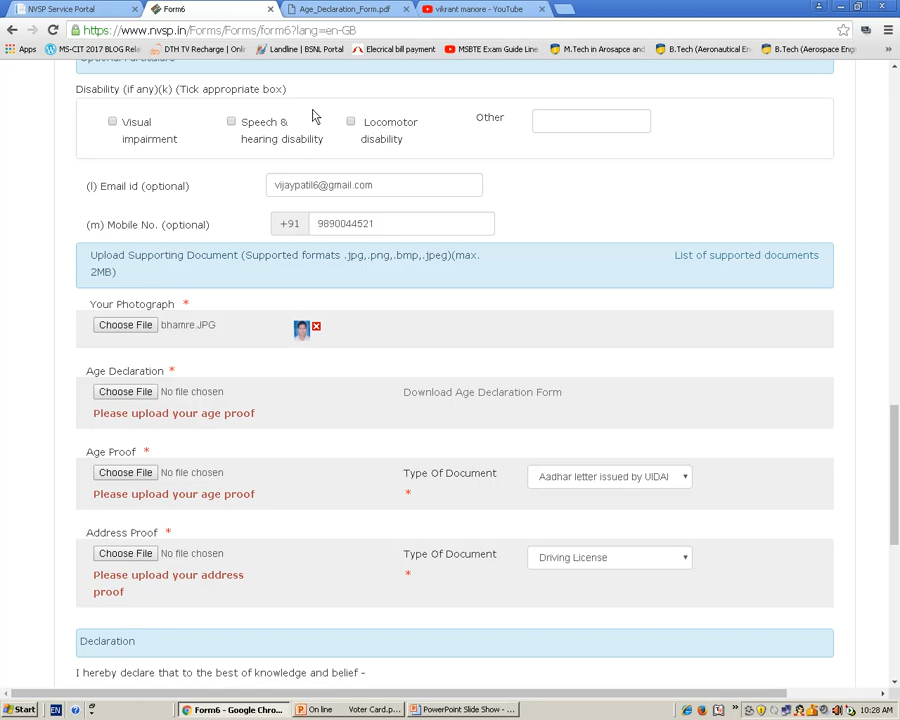 NVSP Service Portal
Form6
Age_Declaration_Form.pdf
vikrant manore - YouTube
https://www.nvsp.in/Forms/Forms/form6?lang=en-GB
Apps
MS-CIT 2017 BLOG Rele
DTH TV Recharge | Onli
Landline | BSNL Portal
Elecrical bill payment
MSBTE Exam Guide Line
M.Tech in Arospace anc
B.Tech (Aeronautical E
B.Tech (Aerospace Eng
»
Optional Particulars
Disability (if any)(k) (Tick appropriate box)
Visual
impairment
Speech &
hearing disability
Locomotor
disability
Other
(l) Email id (optional)
vijaypatil6@gmail.com
(m) Mobile No. (optional)
+91
9890044521
Upload Supporting Document (Supported formats .jpg,.png,.bmp,.jpeg)(max.
2MB)
List of supported documents
Your Photograph *
Choose File bhamre.JPG
Age Declaration *
Choose File No file chosen
Download Age Declaration Form
Please upload your age proof
Age Proof *
Choose File No file chosen
Type Of Document
*
Aadhar letter issued by UIDAI
Please upload your age proof
Address Proof *
Choose File No file chosen
Type Of Document
*
Driving License
Please upload your address
proof
Declaration
I hereby declare that to the best of knowledge and belief -
Start
EN
Form6 - Google Chro...
On line Voter Card.p...
PowerPoint Slide Show - ...
»
10:28 AM